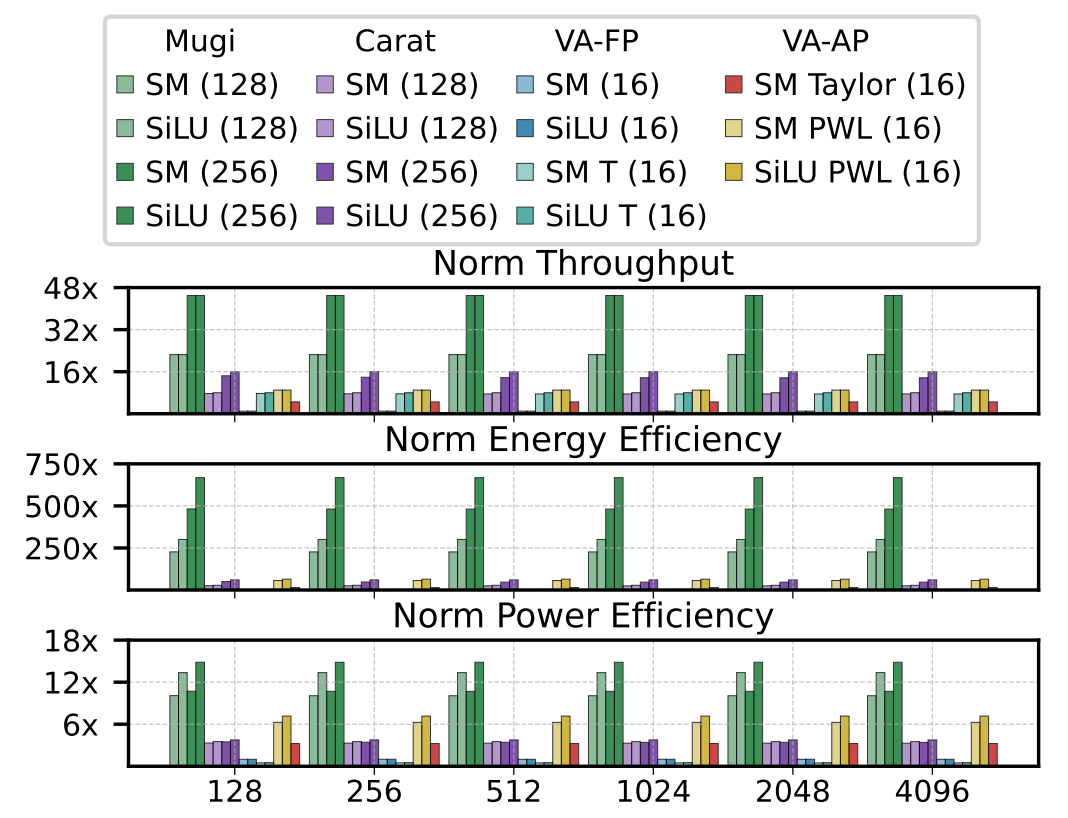 Mugi Carat VA-FP VA-AP
SM (128) SM (128) SM (16) SM Taylor (16)
SiLU (128) SiLU (128) SiLU (16) SM PWL (16)
SM (256) SM (256) SM T (16) SiLU PWL (16)
SiLU (256) SiLU (256) SiLU T (16)
Norm Throughput
48x
32x
16x
Norm Energy Efficiency
750x
500x
250x
Norm Power Efficiency
18x
12x
6x
128 256 512 1024 2048 4096